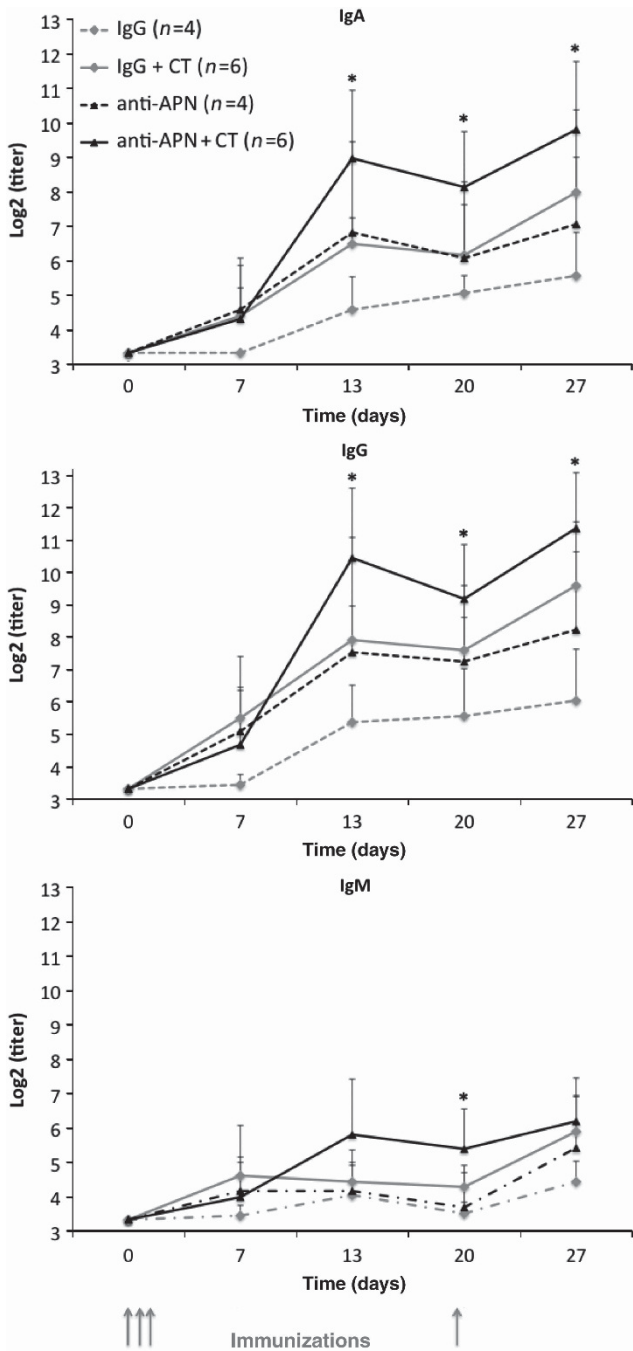 IgA
13
12
11
10
9
8
7
6
5
4
3
Log2 (titer)
IgG (n=4)
IgG + CT (n=6)
anti-APN (n=4)
anti-APN + CT (n=6)
*
*
*
0 7 13 20 27
Time (days)
IgG
13
12
11
10
9
8
7
6
5
4
3
Log2 (titer)
*
*
*
0 7 13 20 27
Time (days)
IgM
13
12
11
10
9
8
7
6
5
4
3
Log2 (titer)
*
0 7 13 20 27
Time (days)
Immunizations